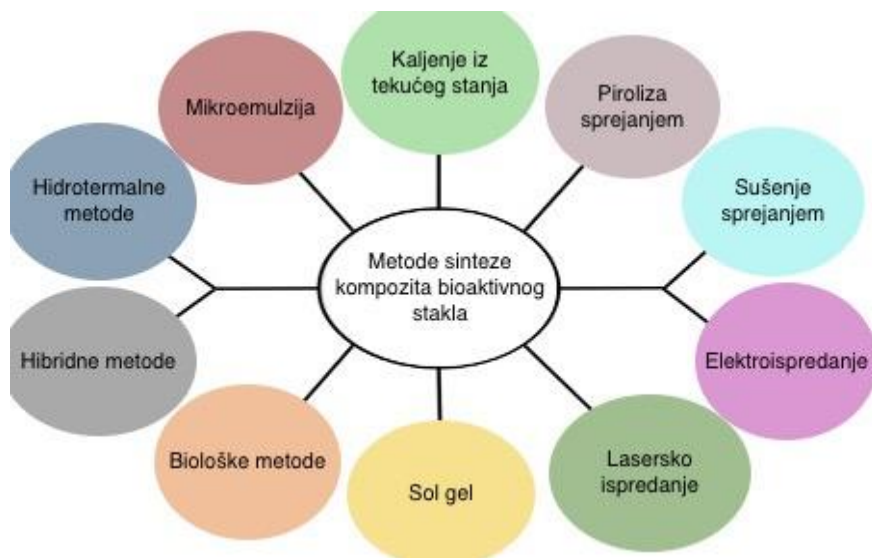 Kaljenje iz
tekućeg stanja
Mikroemulzija
Piroliza
sprejanjem
Hidrotermalne
metode
Sušenje
sprejanjem
Metode sinteze
kompozita bioaktivnog
stakla
Hibridne metode
Elektroispredanje
Biološke metode
Sol gel
Lasersko
ispredanje